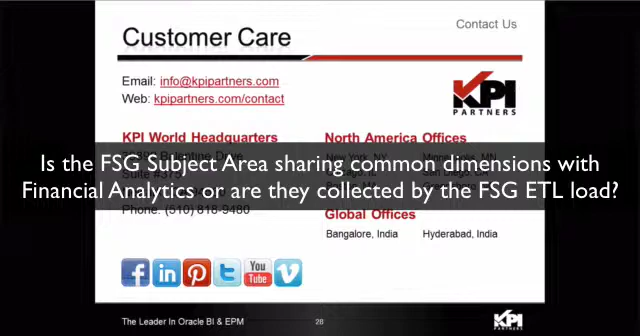 Contact Us
Customer Care
Email: info@kpipartners.com
Web: kpipartners.com/contact
KPI
PARTNERS
KPI World Headquarters
North America Offices
Is the FSG Subject Area sharing common dimensions with
Financial Analytics or are they collected by the FSG ETL load?
Phone: (510) 818-9480
Global Offices
Bangalore, India Hyderabad, India
You
Tube
The Leader In Oracle BI & EPM
28
KPI
PARTNERS